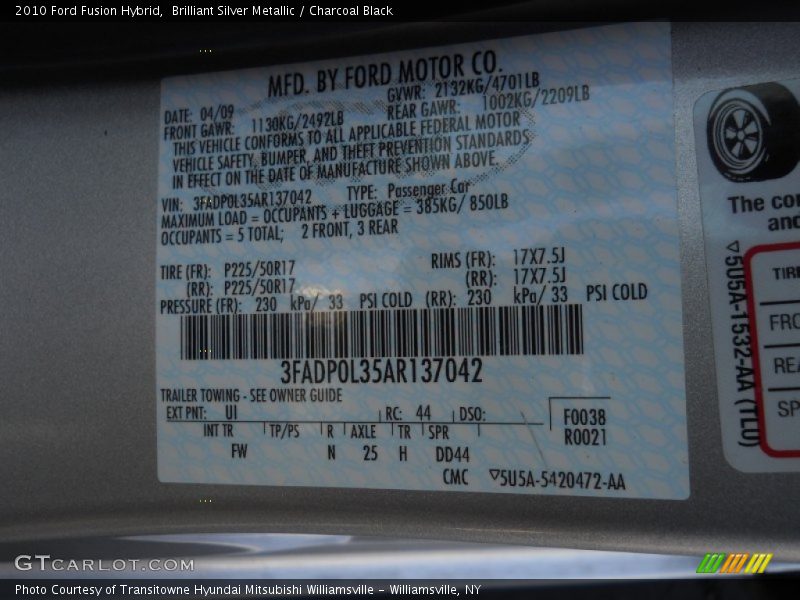 2010 Ford Fusion Hybrid,  Brilliant Silver Metallic / Charcoal Black
MFD. BY FORD MOTOR CO.
DATE: 04/09
GVWR: 2132KG/4701LB
FRONT GAWR: 1130KG/2492LB
REAR GAWR: 1002KG/2209LB
THIS VEHICLE CONFORMS TO ALL APPLICABLE FEDERAL MOTOR
VEHICLE SAFETY, BUMPER, AND THEFT PREVENTION STANDARDS
IN EFFECT ON THE DATE OF MANUFACTURE SHOWN ABOVE.
VIN: 3FADP0L35AR137042 TYPE: Passenger Car
MAXIMUM LOAD = OCCUPANTS + LUGGAGE = 385KG/ 850LB
OCCUPANTS = 5 TOTAL; 2 FRONT, 3 REAR
TIRE (FR): P225/50R17 RIMS (FR): 17X7.5J
(RR): P225/50R17 (RR): 17X7.5J
PRESSURE (FR): 230 kPa/ 33 PSI COLD (RR): 230 kPa/ 33 PSI COLD
3FADP0L35AR137042
TRAILER TOWING - SEE OWNER GUIDE
EXT PNT: UI RC: 44 DSO:
F0038
R0021
INT TR TP/PS R AXLE TR SPR
FW N 25 H DD44
CMC ▽5U5A-5420472-AA
The
and
▽5U5A-1532-AA (TL0)
GTCARLOT.COM
Photo Courtesy of Transitowne Hyundai Mitsubishi Williamsville – Williamsville, NY